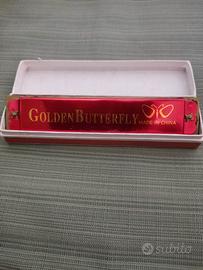 GOLDEN BUTTERFLY
MADE IN CHINA
subito